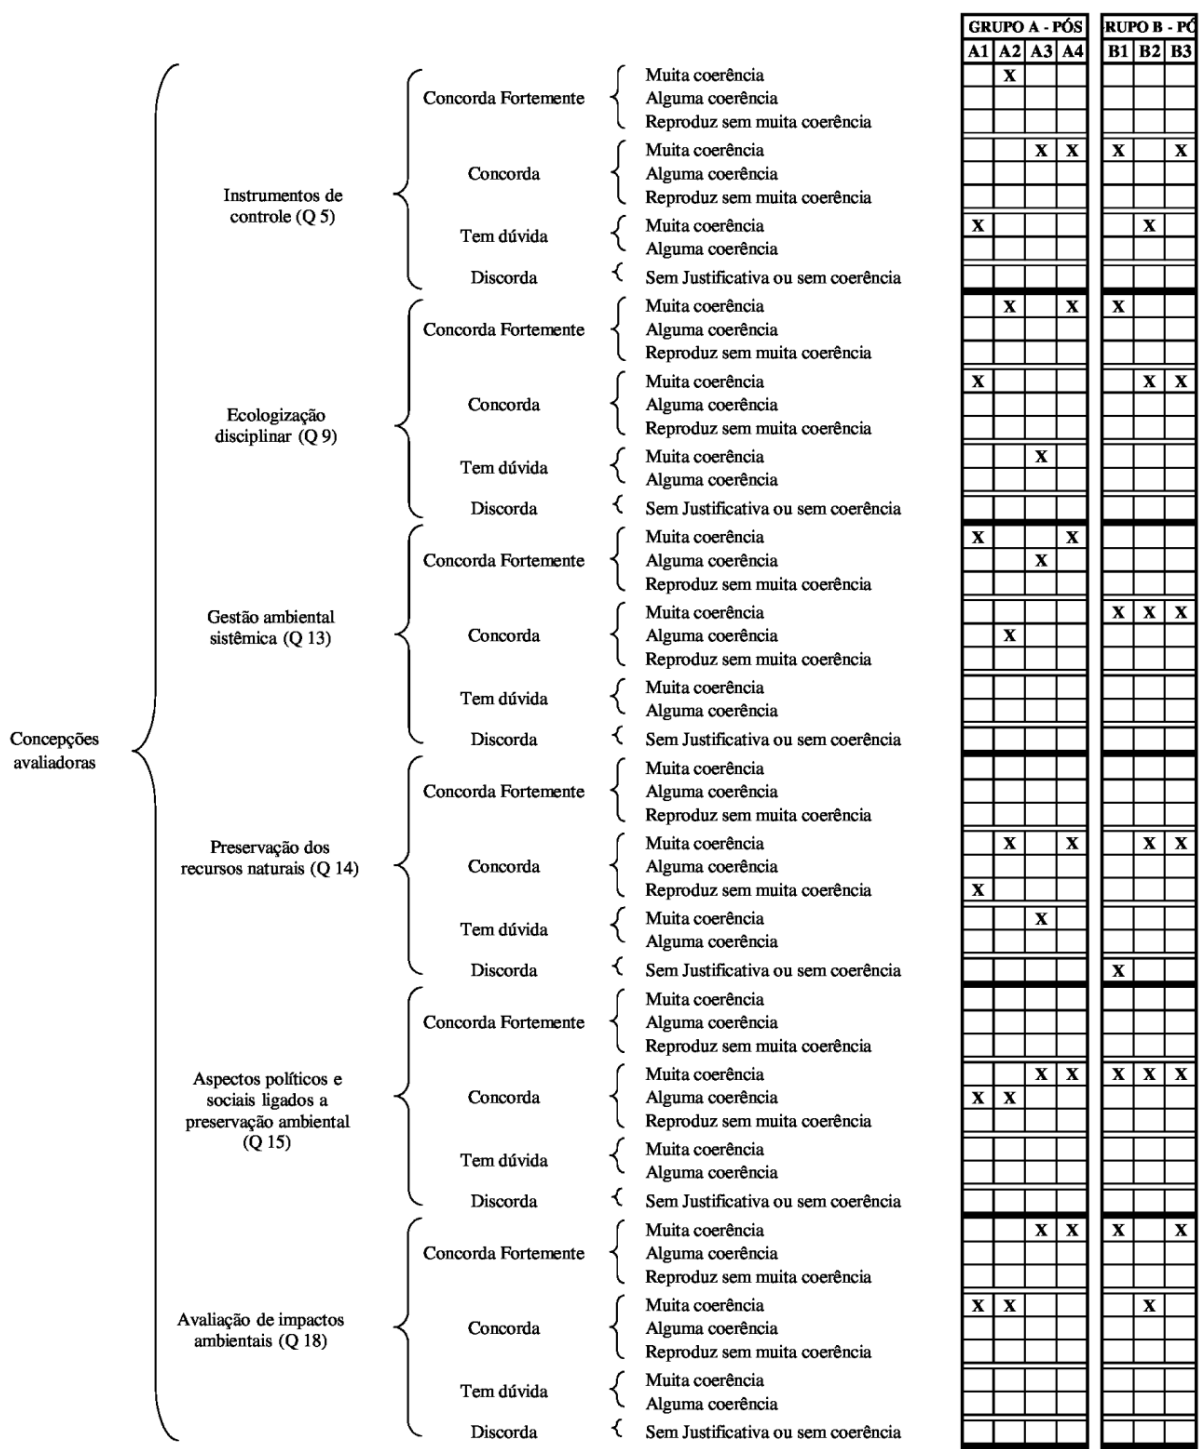 GRUPO A - PÓS RUPO B - PÓ
A1 A2 A3 A4 B1 B2 B3
Concepções
avaliadoras
Instrumentos de
controle (Q 5)
Concorda Fortemente
Muita coerência X
Alguma coerência
Reproduz sem muita coerência
Concorda
Muita coerência X X X X
Alguma coerência
Reproduz sem muita coerência
Tem dúvida
Muita coerência X X
Alguma coerência
Discorda
Sem Justificativa ou sem coerência
Ecologização
disciplinar (Q 9)
Concorda Fortemente
Muita coerência X X X
Alguma coerência
Reproduz sem muita coerência
Concorda
Muita coerência X X X
Alguma coerência
Reproduz sem muita coerência
Tem dúvida
Muita coerência X
Alguma coerência
Discorda
Sem Justificativa ou sem coerência
Gestão ambiental
sistêmica (Q 13)
Concorda Fortemente
Muita coerência X X
Alguma coerência X
Reproduz sem muita coerência
Concorda
Muita coerência X X X
Alguma coerência X
Reproduz sem muita coerência
Tem dúvida
Muita coerência
Alguma coerência
Discorda
Sem Justificativa ou sem coerência
Preservação dos
recursos naturais (Q 14)
Concorda Fortemente
Muita coerência
Alguma coerência
Reproduz sem muita coerência
Concorda
Muita coerência X X X X
Alguma coerência
Reproduz sem muita coerência X
Tem dúvida
Muita coerência X
Alguma coerência
Discorda
Sem Justificativa ou sem coerência X
Aspectos políticos e
sociais ligados a
preservação ambiental
(Q 15)
Concorda Fortemente
Muita coerência
Alguma coerência
Reproduz sem muita coerência
Concorda
Muita coerência X X X X X
Alguma coerência X X
Reproduz sem muita coerência
Tem dúvida
Muita coerência
Alguma coerência
Discorda
Sem Justificativa ou sem coerência
Avaliação de impactos
ambientais (Q 18)
Concorda Fortemente
Muita coerência X X X X
Alguma coerência
Reproduz sem muita coerência
Concorda
Muita coerência X X X
Alguma coerência
Reproduz sem muita coerência
Tem dúvida
Muita coerência
Alguma coerência
Discorda
Sem Justificativa ou sem coerência